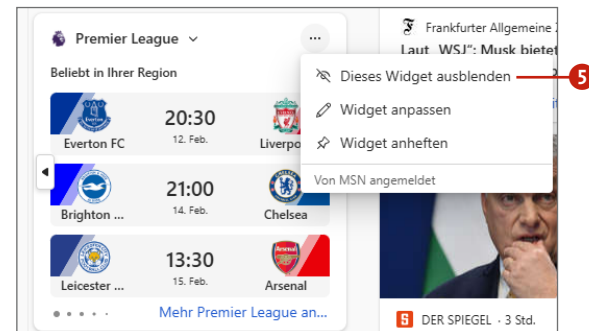 Premier League
...
Beliebt in Ihrer Region
20:30
12. Feb.
Everton FC
21:00
14. Feb.
Brighton ...
Chelsea
13:30
15. Feb.
Leicester ...
Arsenal
Mehr Premier League an...
Frankfurter Allgemeine
Laut „WSJ“: Musk bietet
Dieses Widget ausblenden
5
Widget anpassen
Widget anheften
Von MSN angemeldet
DER SPIEGEL · 3 Std.